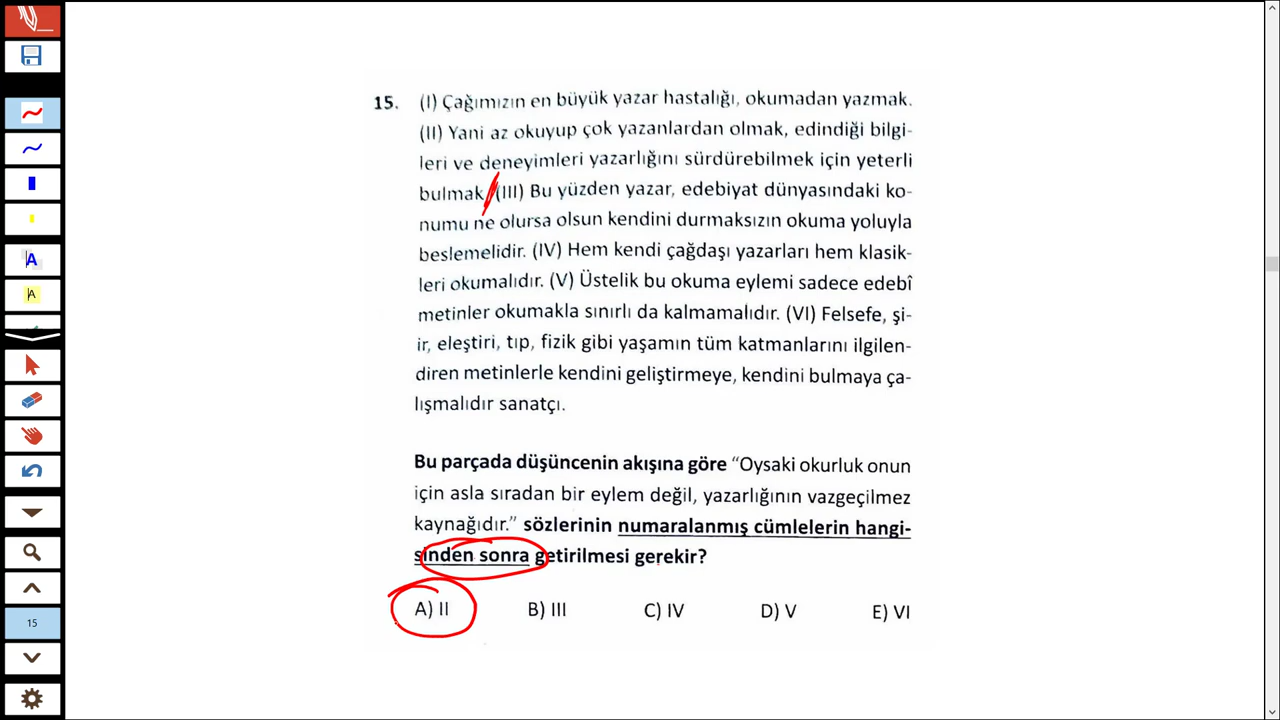 15. (I) Çağımızın en büyük yazar hastalığı, okumadan yazmak.
(II) Yani az okuyup çok yazanlardan olmak, edindiği bilgi-
leri ve deneyimleri yazarlığını sürdürebilmek için yeterli
bulmak. (III) Bu yüzden yazar, edebiyat dünyasındaki ko-
numu ne olursa olsun kendini durmaksızın okuma yoluyla
beslemelidir. (IV) Hem kendi çağdaşı yazarları hem klasik-
leri okumalıdır. (V) Üstelik bu okuma eylemi sadece edebî
metinler okumakla sınırlı da kalmamalıdır. (VI) Felsefe, şi-
ir, eleştiri, tıp, fizik gibi yaşamın tüm katmanlarını ilgilen-
diren metinlerle kendini geliştirmeye, kendini bulmaya ça-
lışmalıdır sanatçı.
Bu parçada düşüncenin akışına göre “Oysaki okurluk onun
için asla sıradan bir eylem değil, yazarlığının vazgeçilmez
kaynağıdır.” sözlerinin numaralanmış cümlelerin hangi-
sinden sonra getirilmesi gerekir?
A) II B) III C) IV D) V E) VI
A
A
15